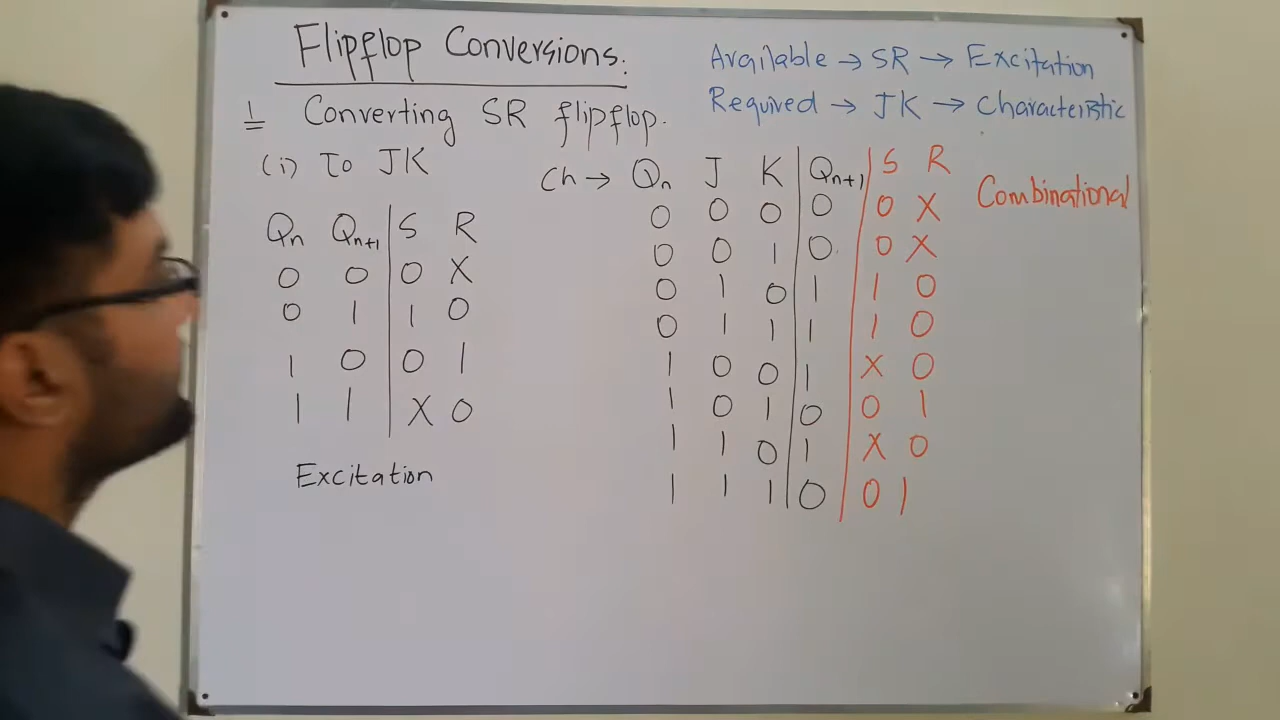 Flipflop Conversions:
Available → SR → Excitation
Required → JK → Characteristic
1 Converting SR flipflop.
(i) To JK
Qn Qn+1 S R
0 0 0 X
0 1 1 0
1 0 0 1
1 1 X 0
Excitation
Ch → Qn J K Qn+1 S R
0 0 0 0 0 X
0 0 1 0 0 X
0 1 0 1 1 0
0 1 1 1 1 0
1 0 0 1 X 0
1 0 1 0 0 1
1 1 0 1 X 0
1 1 1 0 0 1
Combinational